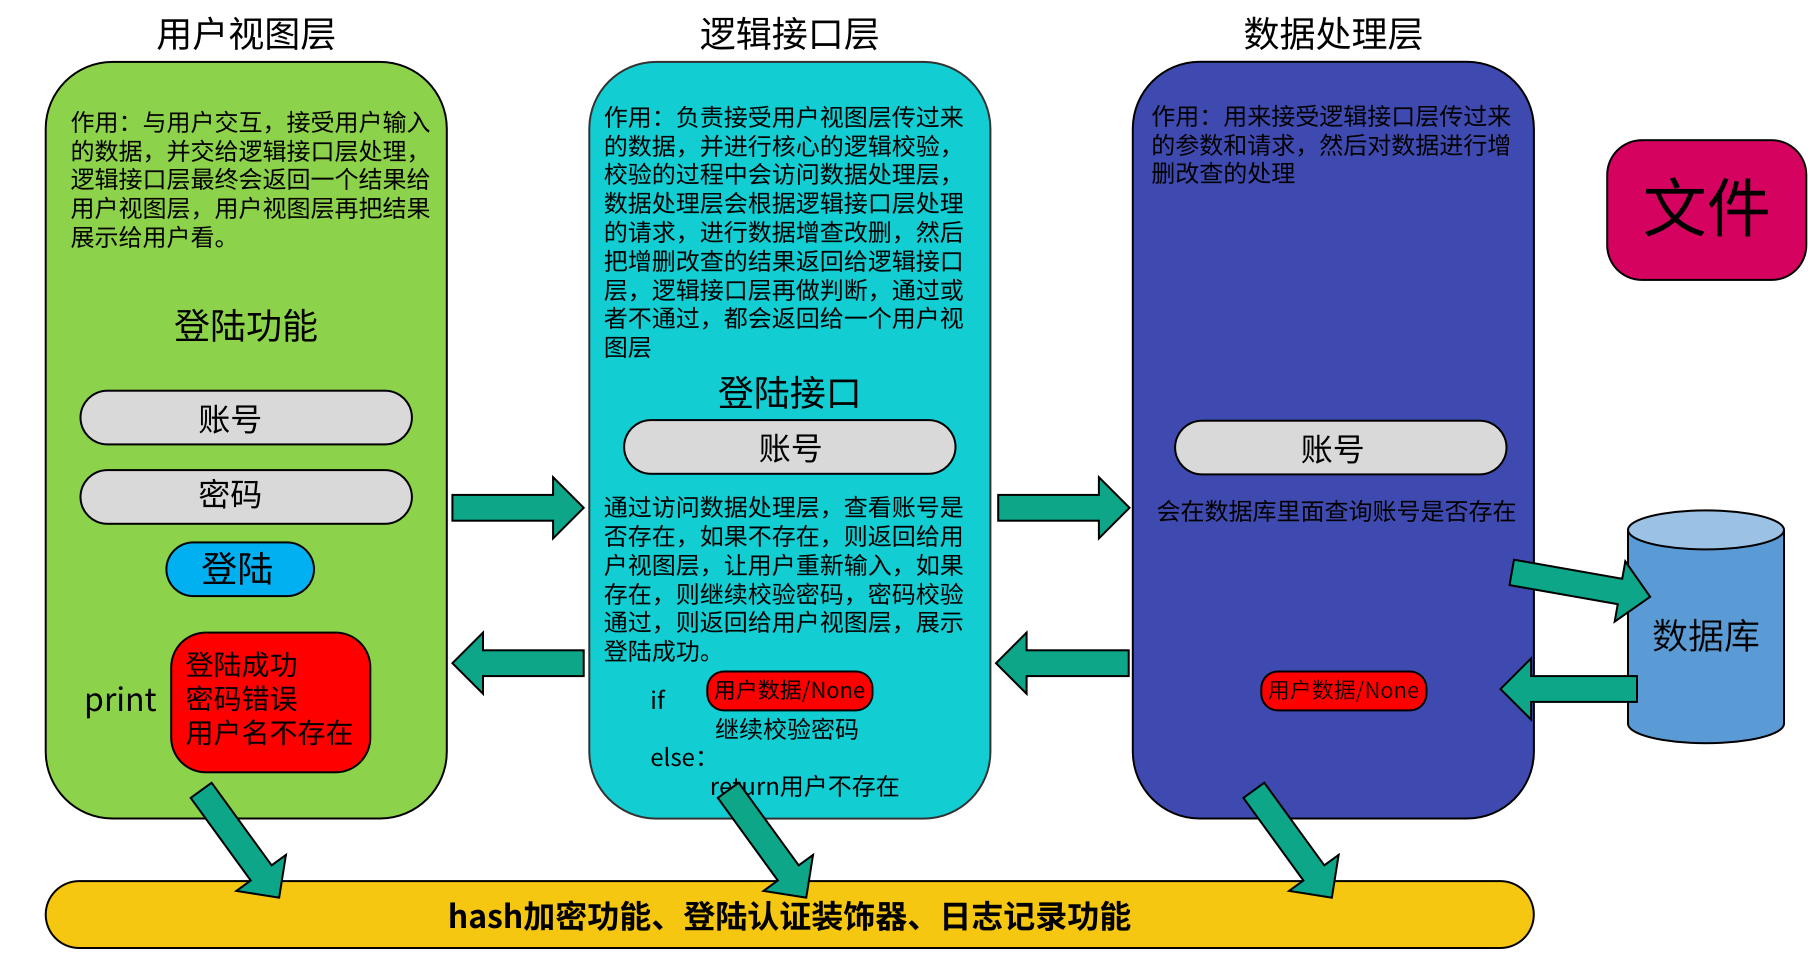 用户视图层
作用：与用户交互，接受用户输入
的数据，并交给逻辑接口层处理，
逻辑接口层最终会返回一个结果给
用户视图层，用户视图层再把结果
展示给用户看。
登陆功能
账号
密码
登陆
print
登陆成功
密码错误
用户名不存在
逻辑接口层
作用：负责接受用户视图层传过来
的数据，并进行核心的逻辑校验，
校验的过程中会访问数据处理层，
数据处理层会根据逻辑接口层处理
的请求，进行数据增查改删，然后
把增删改查的结果返回给逻辑接口
层，逻辑接口层再做判断，通过或
者不通过，都会返回给一个用户视
图层
登陆接口
账号
通过访问数据处理层，查看账号是
否存在，如果不存在，则返回给用
户视图层，让用户重新输入，如果
存在，则继续校验密码，密码校验
通过，则返回给用户视图层，展示
登陆成功。
if 用户数据/None
继续校验密码
else：
return用户不存在
数据处理层
作用：用来接受逻辑接口层传过来
的参数和请求，然后对数据进行增
删改查的处理
账号
会在数据库里面查询账号是否存在
用户数据/None
文件
数据库
hash加密功能、登陆认证装饰器、日志记录功能